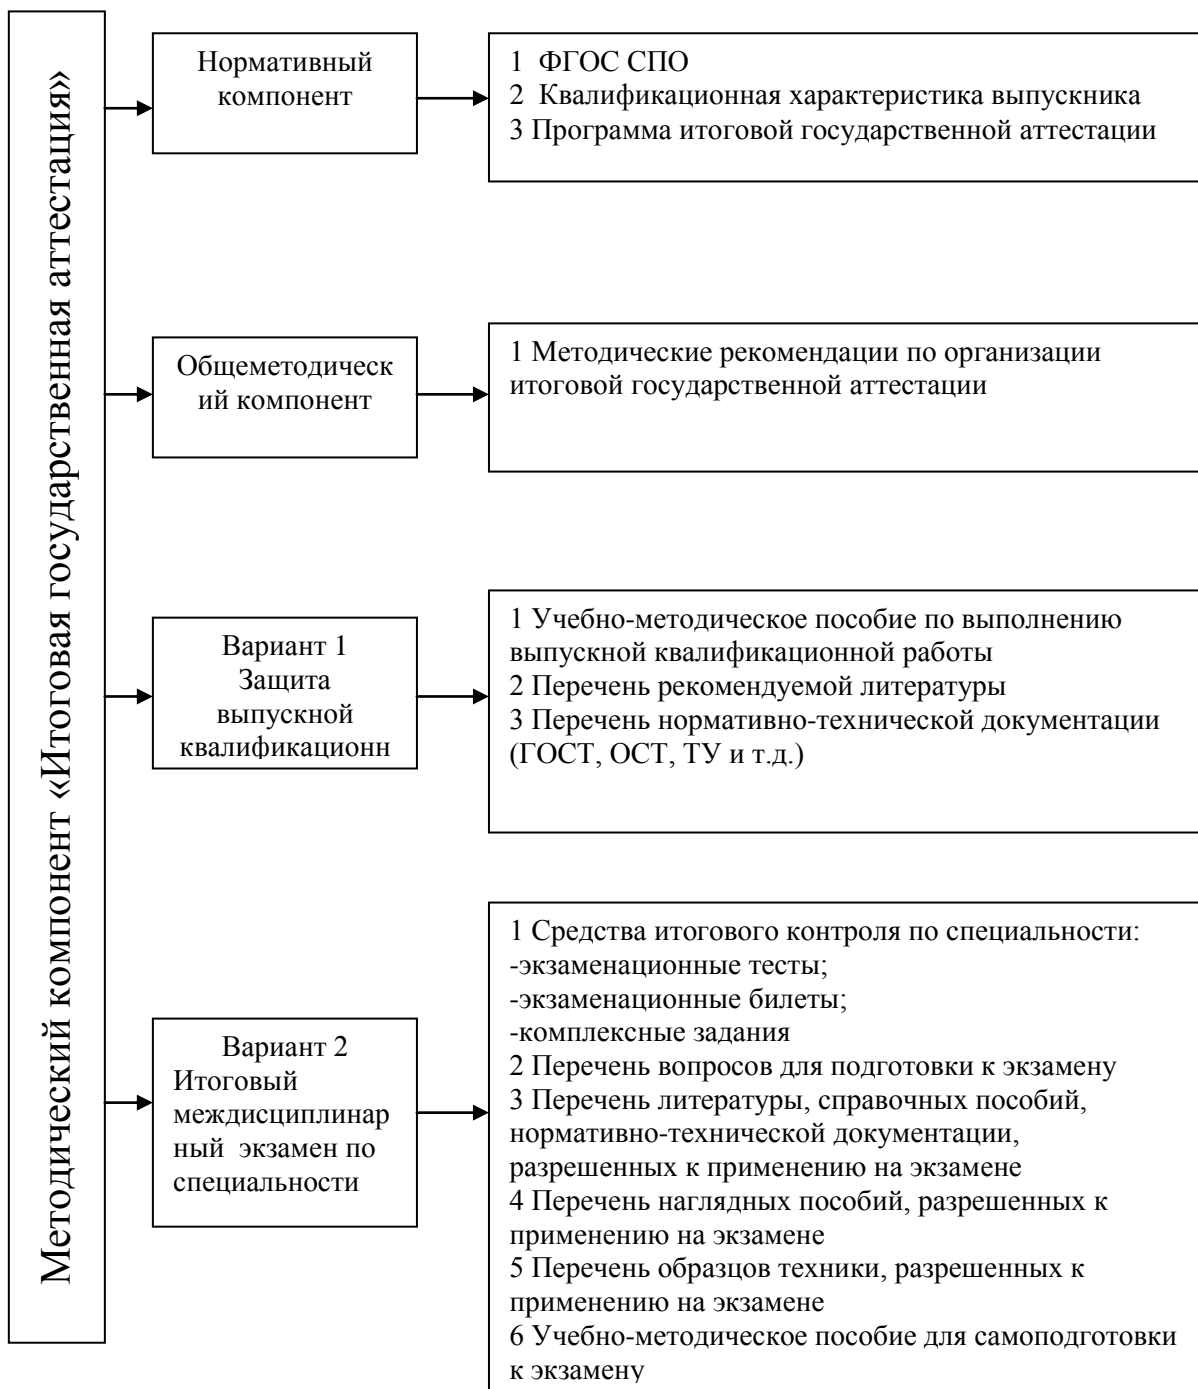 Методический компонент «Итоговая государственная аттестация»
Нормативный
компонент
1  ФГОС СПО
2  Квалификационная характеристика выпускника
3 Программа итоговой государственной аттестации
Общеметодическ
ий компонент
1 Методические рекомендации по организации
итоговой государственной аттестации
Вариант 1
Защита
выпускной
квалификационн
1 Учебно-методическое пособие по выполнению
выпускной квалификационной работы
2 Перечень рекомендуемой литературы
3 Перечень нормативно-технической документации
(ГОСТ, ОСТ, ТУ и т.д.)
Вариант 2
Итоговый
междисциплинар
ный  экзамен по
специальности
1 Средства итогового контроля по специальности:
-экзаменационные тесты;
-экзаменационные билеты;
-комплексные задания
2 Перечень вопросов для подготовки к экзамену
3 Перечень литературы, справочных пособий,
нормативно-технической документации,
разрешенных к применению на экзамене
4 Перечень наглядных пособий, разрешенных к
применению на экзамене
5 Перечень образцов техники, разрешенных к
применению на экзамене
6 Учебно-методическое пособие для самоподготовки
к экзамену